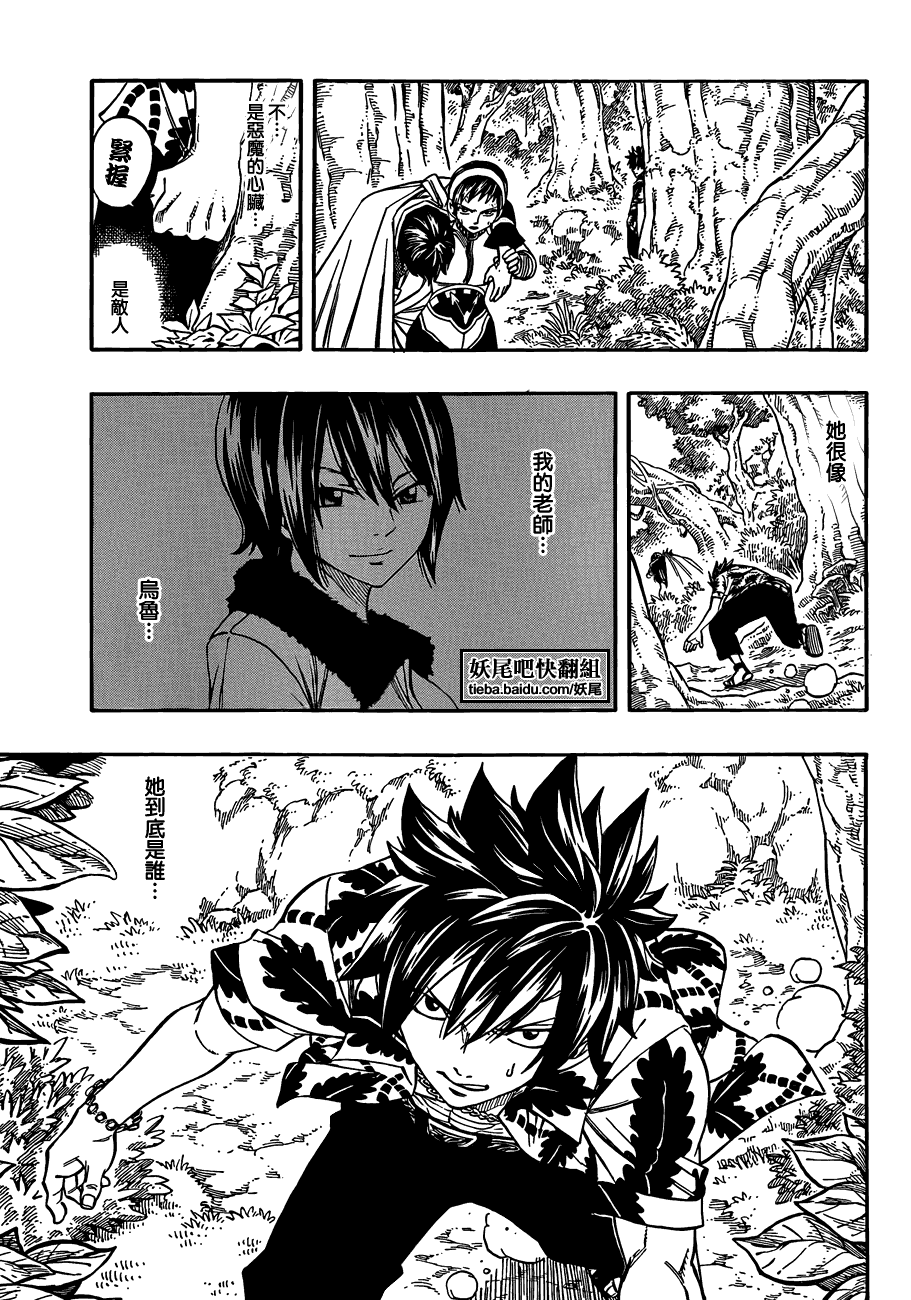 不…
是惡魔的心臟…
緊握
是敵人
她很像
我的老師…
烏魯…
妖尾吧快翻組
tieba.baidu.com/妖尾
她到底是誰…